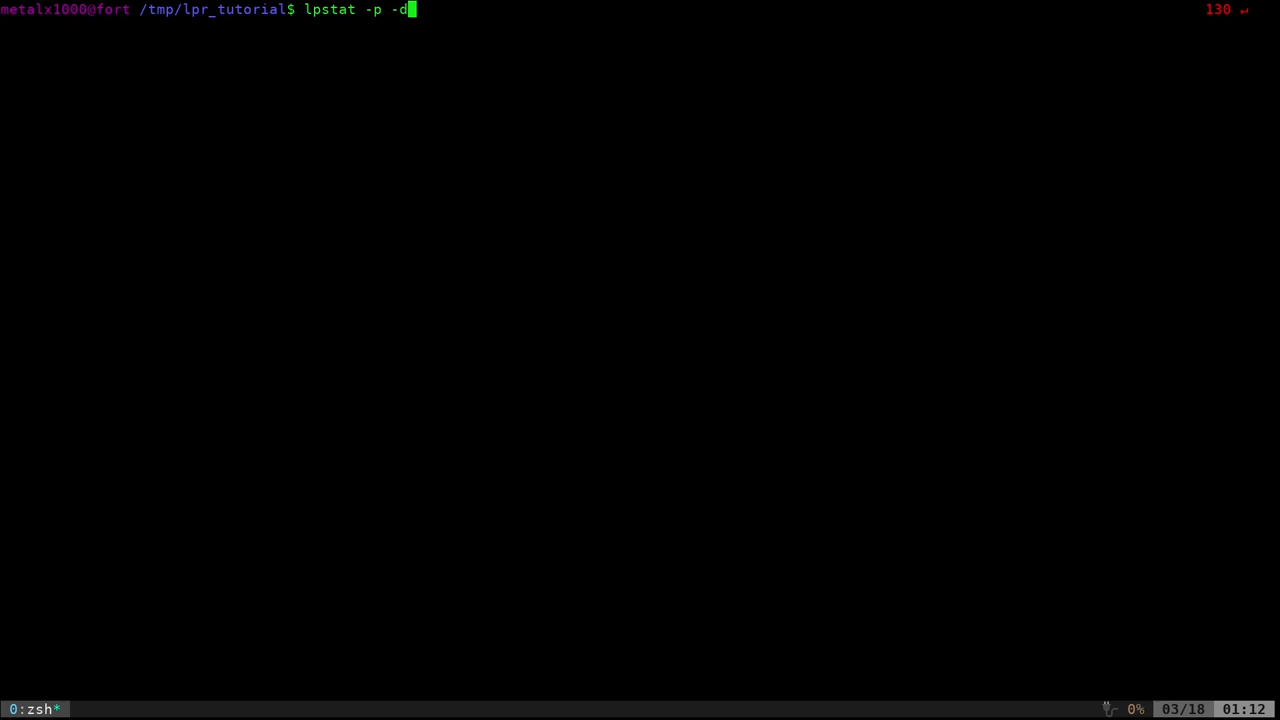 metalx1000@fort /tmp/lpr_tutorial$ lpstat -p -d 130 ↵
0:zsh* 0% 03/18 01:12